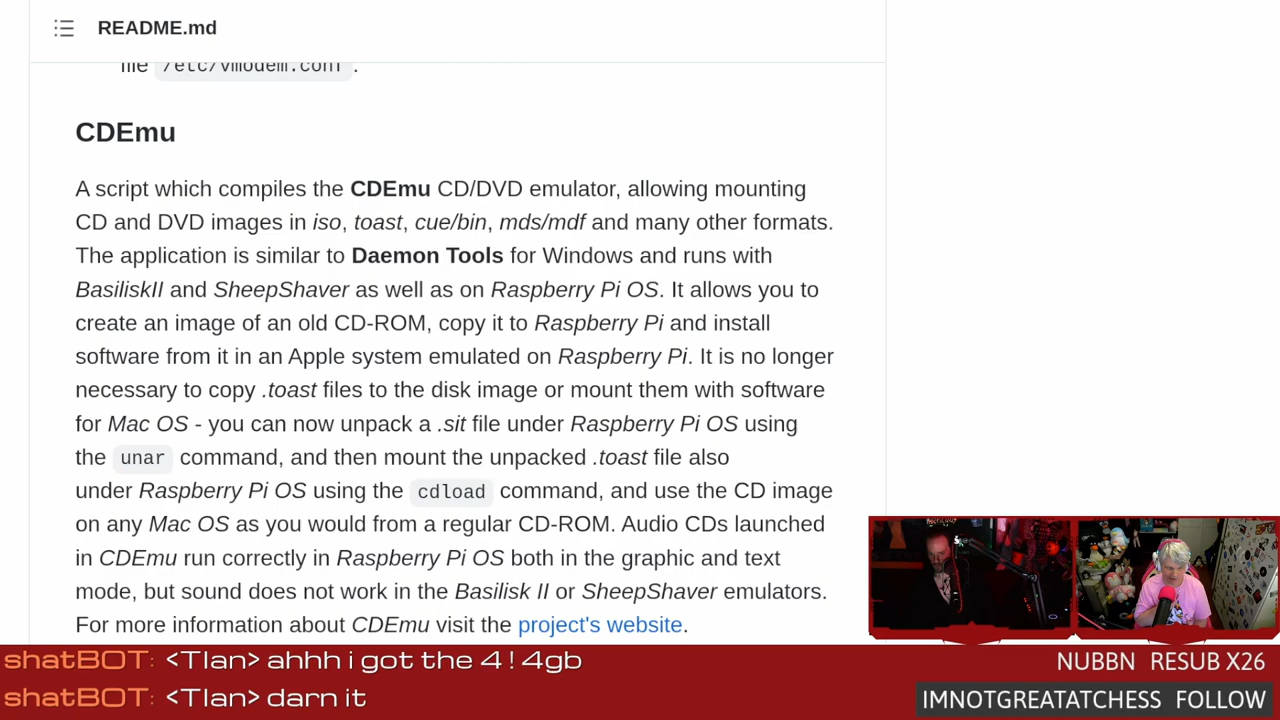 README.md
file /etc/vmodem.conf .
CDEmu
A script which compiles the CDEmu CD/DVD emulator, allowing mounting
CD and DVD images in iso, toast, cue/bin, mds/mdf and many other formats.
The application is similar to Daemon Tools for Windows and runs with
BasiliskII and SheepShaver as well as on Raspberry Pi OS. It allows you to
create an image of an old CD-ROM, copy it to Raspberry Pi and install
software from it in an Apple system emulated on Raspberry Pi. It is no longer
necessary to copy .toast files to the disk image or mount them with software
for Mac OS - you can now unpack a .sit file under Raspberry Pi OS using
the unar command, and then mount the unpacked .toast file also
under Raspberry Pi OS using the cdload command, and use the CD image
on any Mac OS as you would from a regular CD-ROM. Audio CDs launched
in CDEmu run correctly in Raspberry Pi OS both in the graphic and text
mode, but sound does not work in the Basilisk II or SheepShaver emulators.
For more information about CDEmu visit the project's website.
shatBOT: <Tlan> ahhh i got the 4!4gb
shatBOT: <Tlan> darn it
NUBBN RESUB X26
IMNOTGREATATCHESS FOLLOW